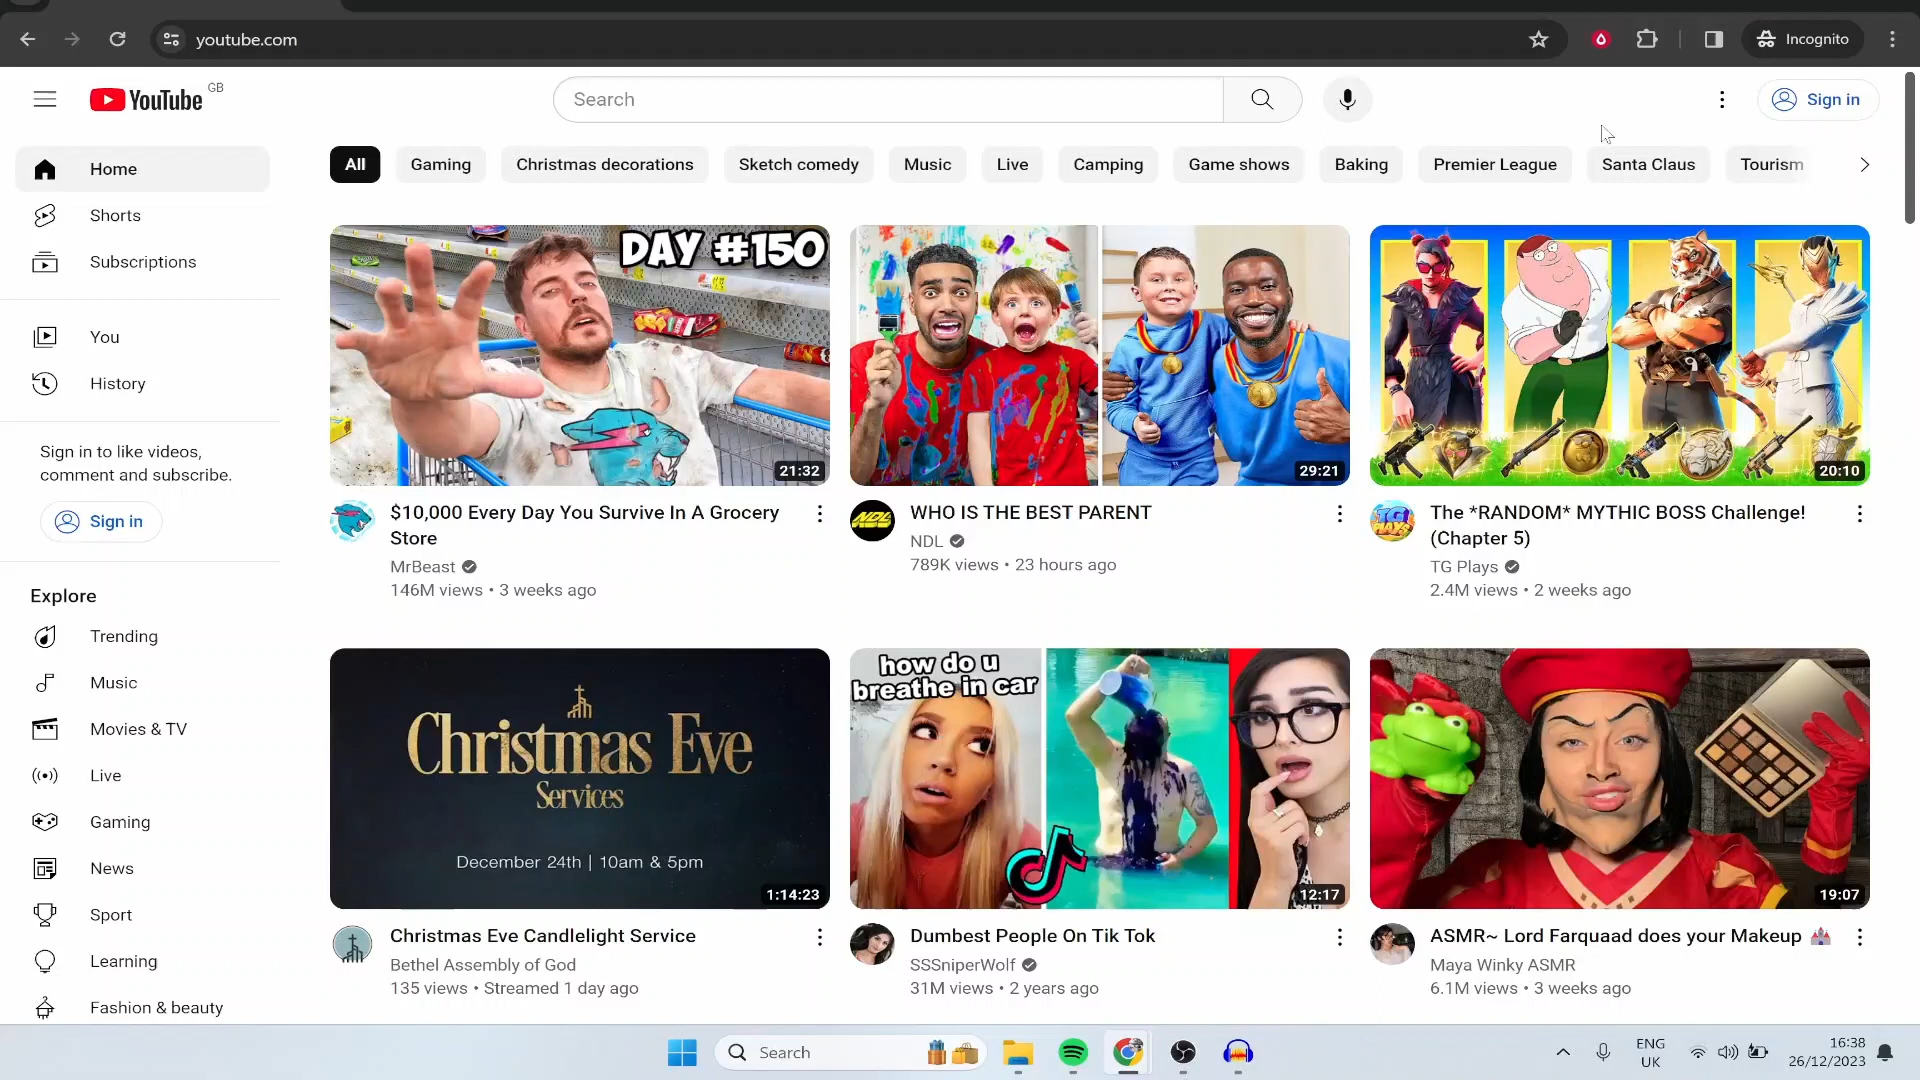 youtube.com
Incognito
YouTube GB
Search
Sign in
Home
Shorts
Subscriptions
You
History
Sign in to like videos,
comment and subscribe.
Sign in
Explore
Trending
Music
Movies & TV
Live
Gaming
News
Sport
Learning
Fashion & beauty
All
Gaming
Christmas decorations
Sketch comedy
Music
Live
Camping
Game shows
Baking
Premier League
Santa Claus
Tourism
DAY #150
21:32
$10,000 Every Day You Survive In A Grocery
Store
MrBeast
146M views • 3 weeks ago
29:21
NDL
WHO IS THE BEST PARENT
NDL
789K views • 23 hours ago
20:10
TG PLAYS
The *RANDOM* MYTHIC BOSS Challenge!
(Chapter 5)
TG Plays
2.4M views • 2 weeks ago
Christmas Eve
Services
December 24th | 10am & 5pm
1:14:23
Christmas Eve Candlelight Service
Bethel Assembly of God
135 views • Streamed 1 day ago
how do u
breathe in car
12:17
Dumbest People On Tik Tok
SSSniperWolf
31M views • 2 years ago
19:07
ASMR~ Lord Farquaad does your Makeup 🏰
Maya Winky ASMR
6.1M views • 3 weeks ago
Search
ENG
UK
16:38
26/12/2023